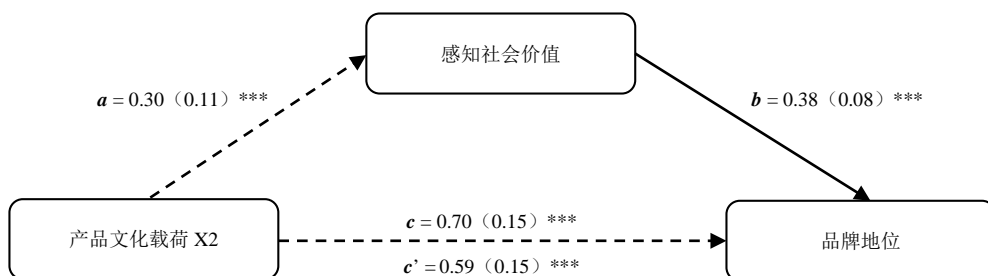 感知社会价值
a = 0.30（0.11）***
b = 0.38（0.08）***
产品文化载荷 X2
c = 0.70（0.15）***
c’ = 0.59（0.15）***
品牌地位